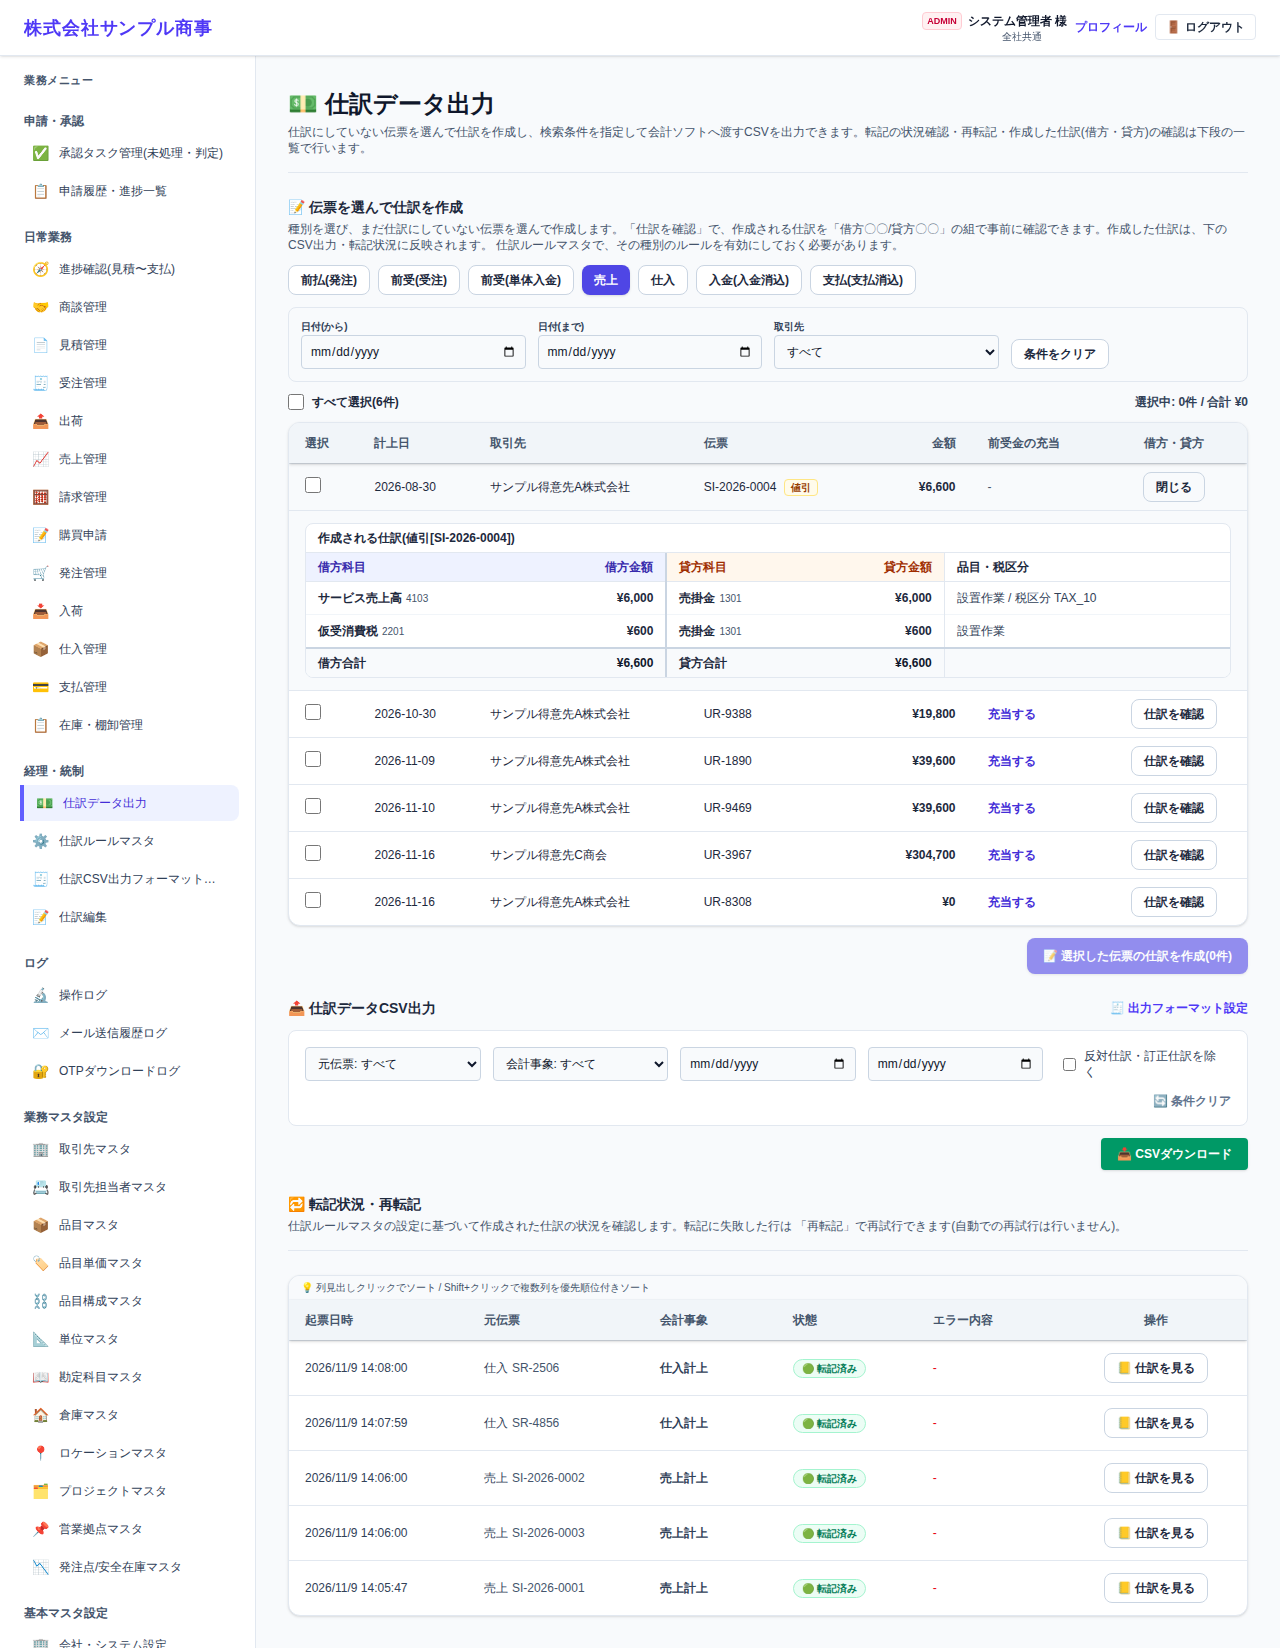 株式会社サンプル商事
ADMIN システム管理者 様
全社共通
プロフィール
🚪 ログアウト
業務メニュー
申請・承認
✅ 承認タスク管理(未処理・判定)
📋 申請履歴・進捗一覧
日常業務
🧭 進捗確認(見積〜支払)
🤝 商談管理
📄 見積管理
🧾 受注管理
📤 出荷
📈 売上管理
🧮 請求管理
📝 購買申請
🛒 発注管理
📥 入荷
📦 仕入管理
💳 支払管理
📋 在庫・棚卸管理
経理・統制
💵 仕訳データ出力
⚙️ 仕訳ルールマスタ
🧾 仕訳CSV出力フォーマット…
📝 仕訳編集
ログ
🔬 操作ログ
✉️ メール送信履歴ログ
🔐 OTPダウンロードログ
業務マスタ設定
🏢 取引先マスタ
📇 取引先担当者マスタ
📦 品目マスタ
🏷️ 品目単価マスタ
⛓️ 品目構成マスタ
📐 単位マスタ
📖 勘定科目マスタ
🏠 倉庫マスタ
📍 ロケーションマスタ
🗂️ プロジェクトマスタ
📌 営業拠点マスタ
📉 発注点/安全在庫マスタ
基本マスタ設定
🏢 会社・システム設定
💵 仕訳データ出力
仕訳にしていない伝票を選んで仕訳を作成し、検索条件を指定して会計ソフトへ渡すCSVを出力できます。転記の状況確認・再転記・作成した仕訳(借方・貸方)の確認は下段の一
覧で行います。
📝 伝票を選んで仕訳を作成
種別を選び、まだ仕訳にしていない伝票を選んで作成します。「仕訳を確認」で、作成される仕訳を「借方〇〇/貸方〇〇」の組で事前に確認できます。作成した仕訳は、下の
CSV出力・転記状況に反映されます。 仕訳ルールマスタで、その種別のルールを有効にしておく必要があります。
前払(発注) 前受(受注) 前受(単体入金) 売上 仕入 入金(入金消込) 支払(支払消込)
日付(から) 日付(まで) 取引先
mm/dd/yyyy mm/dd/yyyy すべて 条件をクリア
すべて選択(6件) 選択中: 0件 / 合計 ¥0
選択 計上日 取引先 伝票 金額 前受金の充当 借方・貸方
2026-08-30 サンプル得意先A株式会社 SI-2026-0004 値引 ¥6,600 - 閉じる
作成される仕訳(値引[SI-2026-0004])
借方科目 借方金額 貸方科目 貸方金額 品目・税区分
サービス売上高 4103 ¥6,000 売掛金 1301 ¥6,000 設置作業 / 税区分 TAX_10
仮受消費税 2201 ¥600 売掛金 1301 ¥600 設置作業
借方合計 ¥6,600 貸方合計 ¥6,600
2026-10-30 サンプル得意先A株式会社 UR-9388 ¥19,800 充当する 仕訳を確認
2026-11-09 サンプル得意先A株式会社 UR-1890 ¥39,600 充当する 仕訳を確認
2026-11-10 サンプル得意先A株式会社 UR-9469 ¥39,600 充当する 仕訳を確認
2026-11-16 サンプル得意先C商会 UR-3967 ¥304,700 充当する 仕訳を確認
2026-11-16 サンプル得意先A株式会社 UR-8308 ¥0 充当する 仕訳を確認
📝 選択した伝票の仕訳を作成(0件)
📤 仕訳データCSV出力
🧾 出力フォーマット設定
元伝票: すべて 会計事象: すべて mm/dd/yyyy mm/dd/yyyy 反対仕訳・訂正仕訳を除
く
🔄 条件クリア
📥 CSVダウンロード
🔁 転記状況・再転記
仕訳ルールマスタの設定に基づいて作成された仕訳の状況を確認します。転記に失敗した行は 「再転記」で再試行できます(自動での再試行は行いません)。
💡 列見出しクリックでソート / Shift+クリックで複数列を優先順位付きソート
起票日時 元伝票 会計事象 状態 エラー内容 操作
2026/11/9 14:08:00 仕入 SR-2506 仕入計上 🟢 転記済み - 📒 仕訳を見る
2026/11/9 14:07:59 仕入 SR-4856 仕入計上 🟢 転記済み - 📒 仕訳を見る
2026/11/9 14:06:00 売上 SI-2026-0002 売上計上 🟢 転記済み - 📒 仕訳を見る
2026/11/9 14:06:00 売上 SI-2026-0003 売上計上 🟢 転記済み - 📒 仕訳を見る
2026/11/9 14:05:47 売上 SI-2026-0001 売上計上 🟢 転記済み - 📒 仕訳を見る